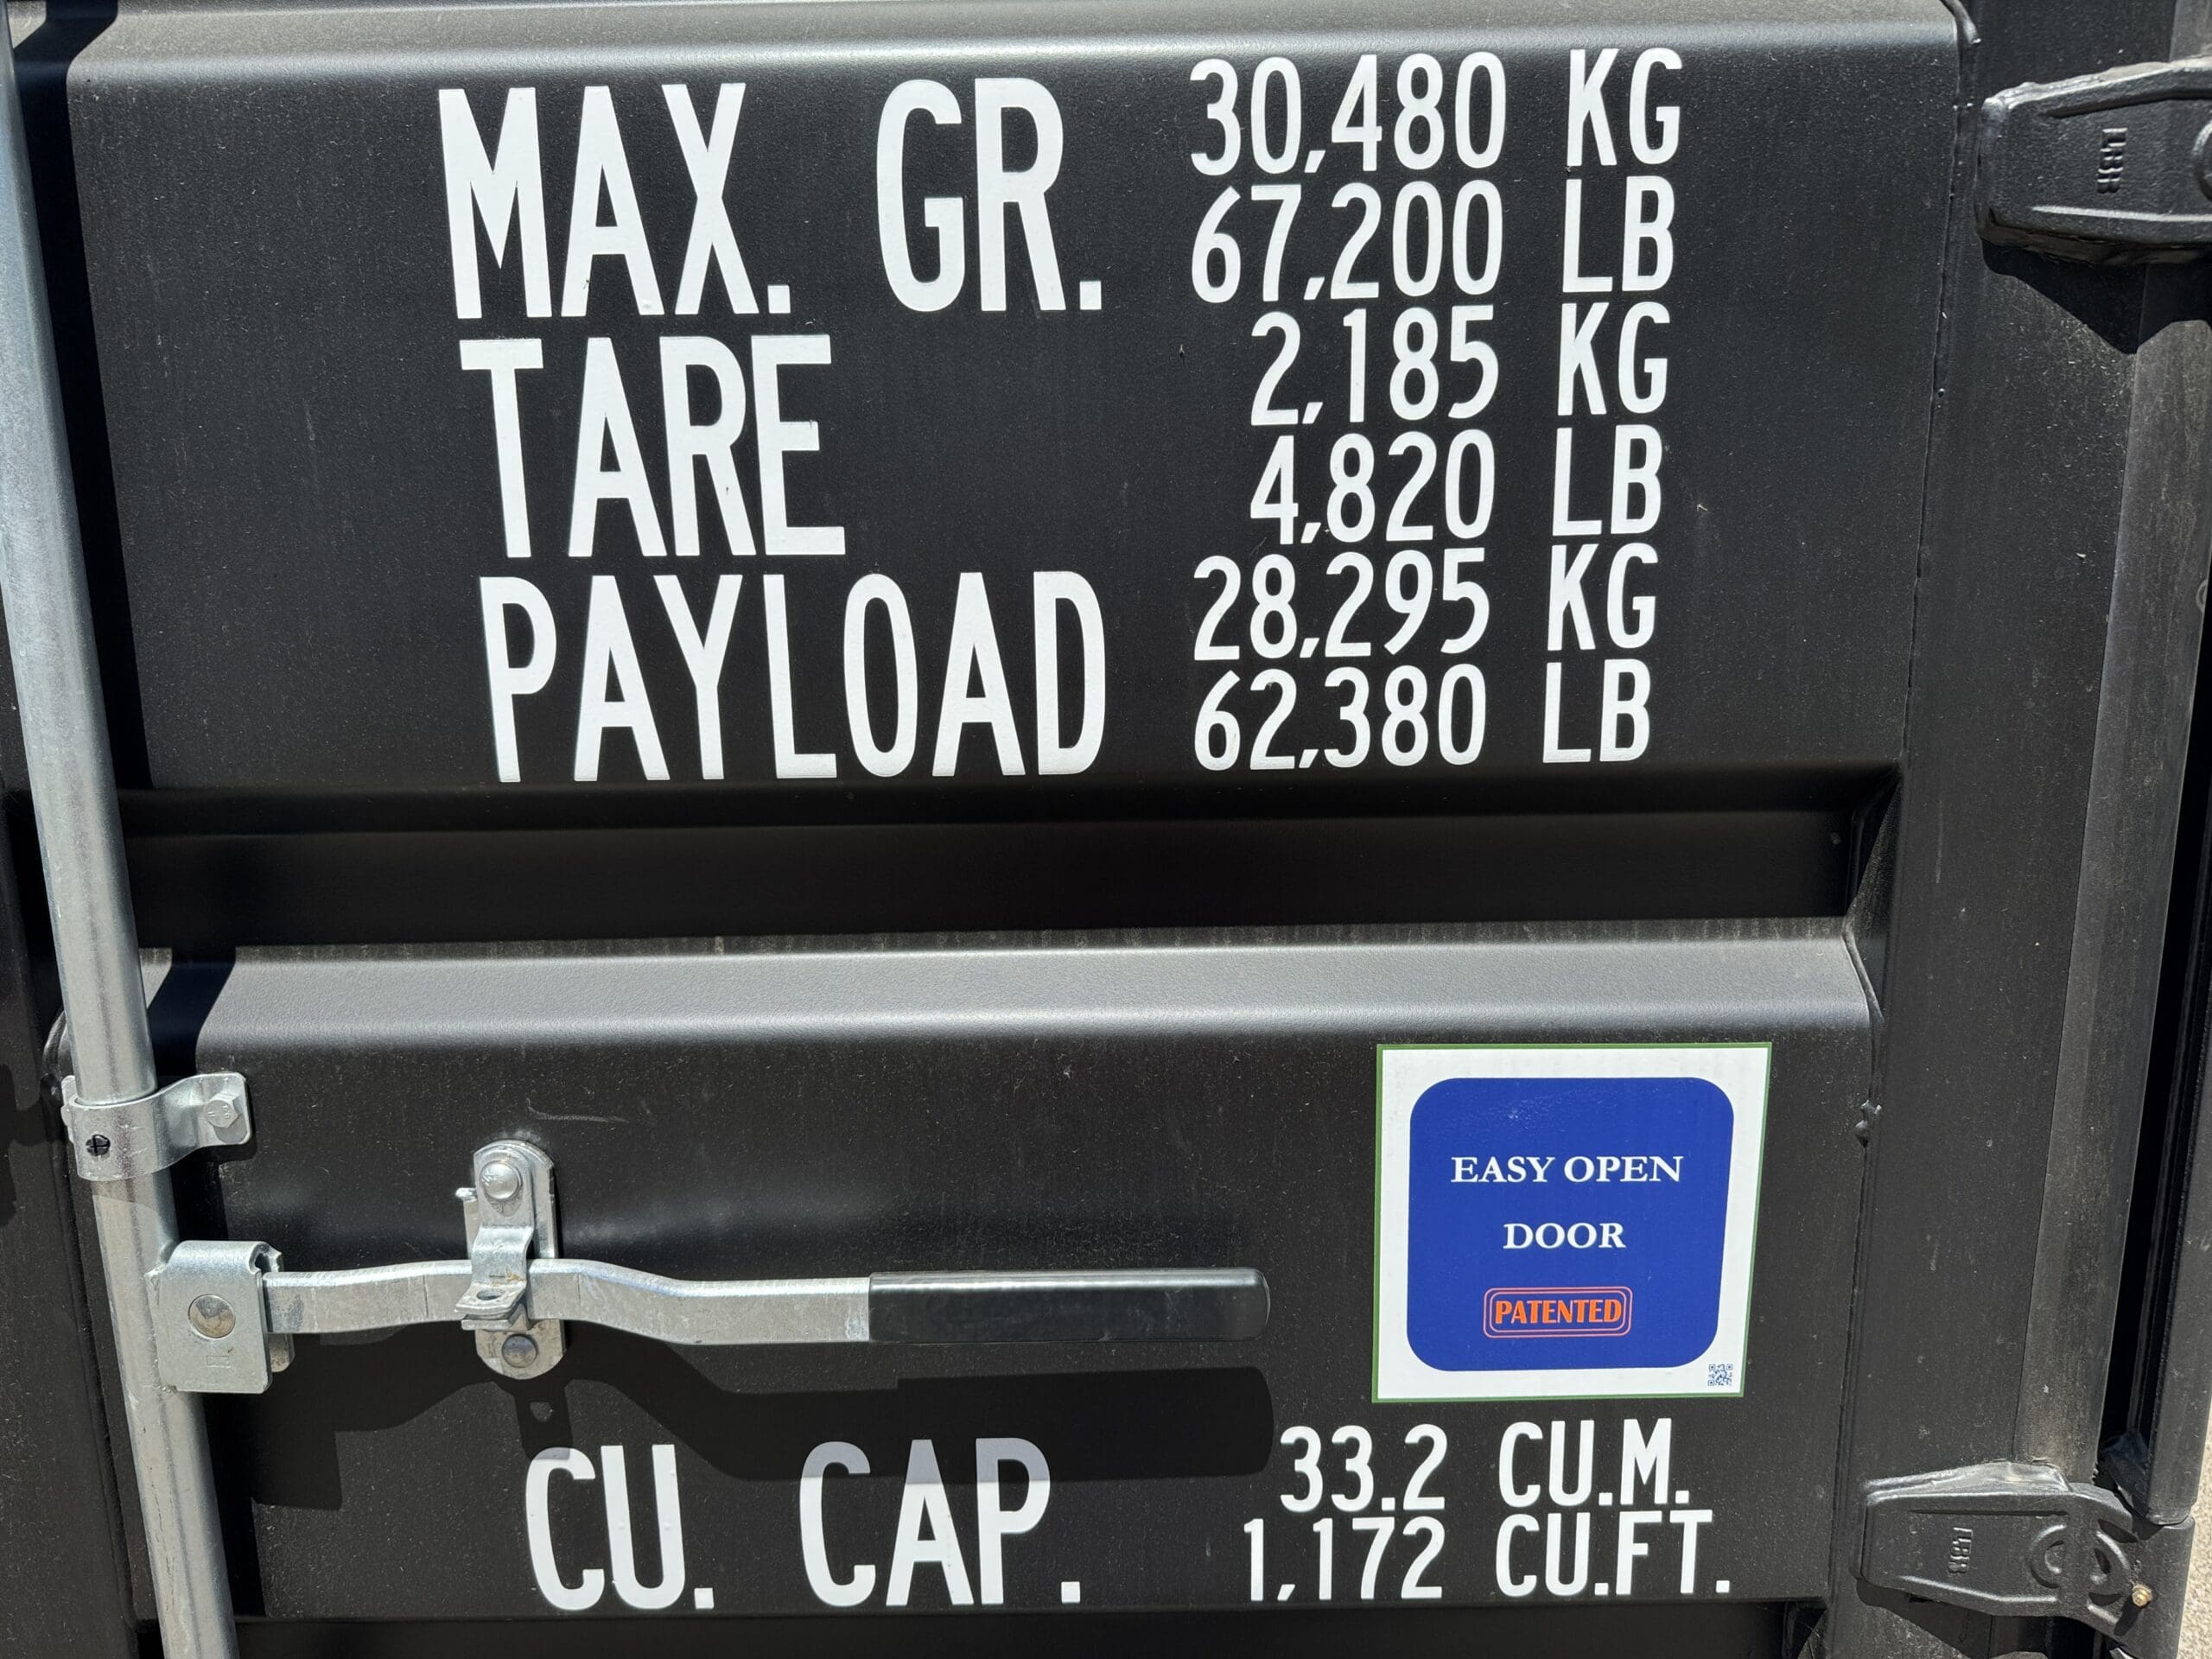 MAX. GR. 30,480 KG
67,200 LB
TARE 2,185 KG
4,820 LB
PAYLOAD 28,295 KG
62,380 LB
EASY OPEN
DOOR
PATENTED
CU. CAP. 33.2 CU.M.
1,172 CU.FT.